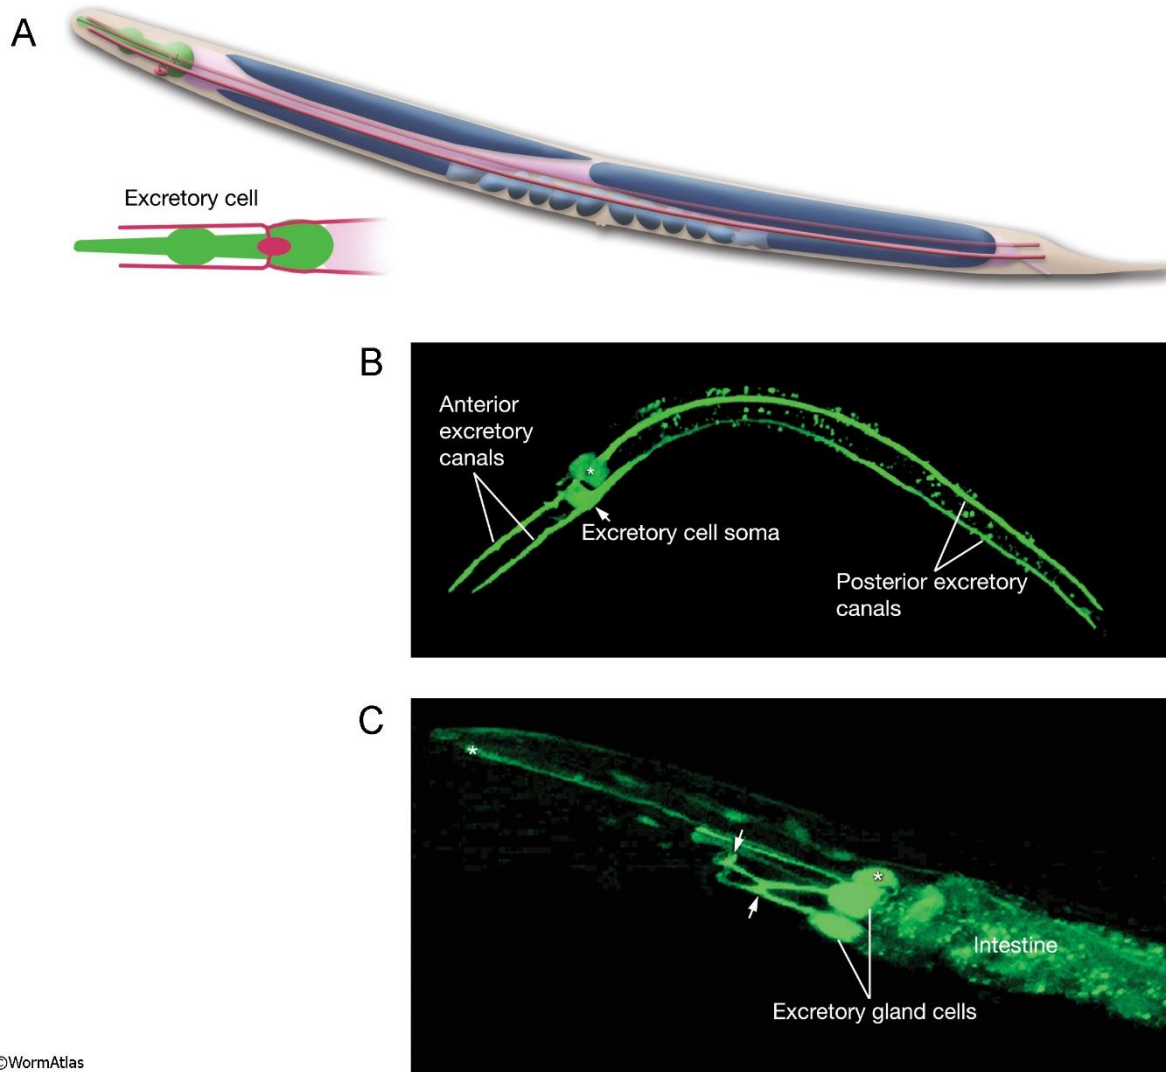 A
Excretory cell
B
Anterior
excretory
canals
*
Excretory cell soma
Posterior excretory
canals
C
*
*
Intestine
Excretory gland cells
©WormAtlas